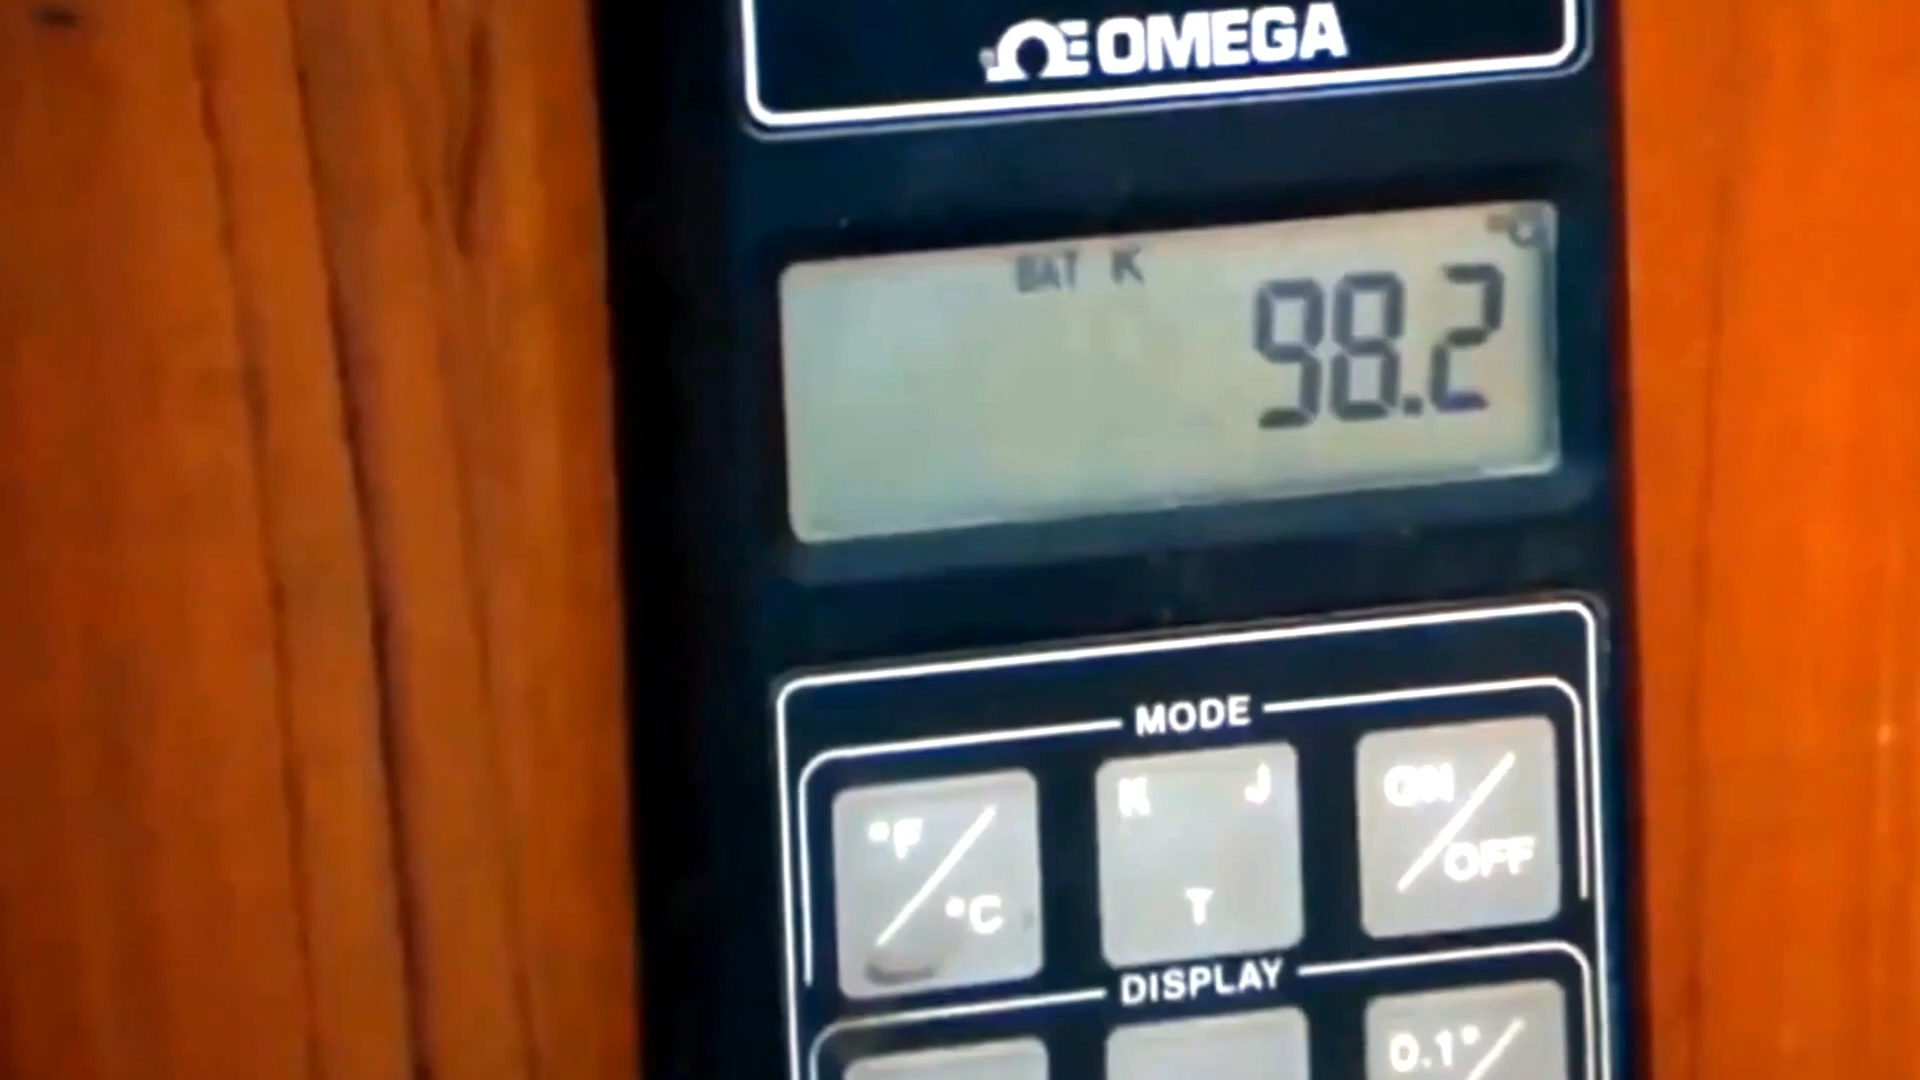 OMEGA
°C
BAT K
98.2
MODE
°F/°C
K J
T
ON/OFF
DISPLAY
0.1°/